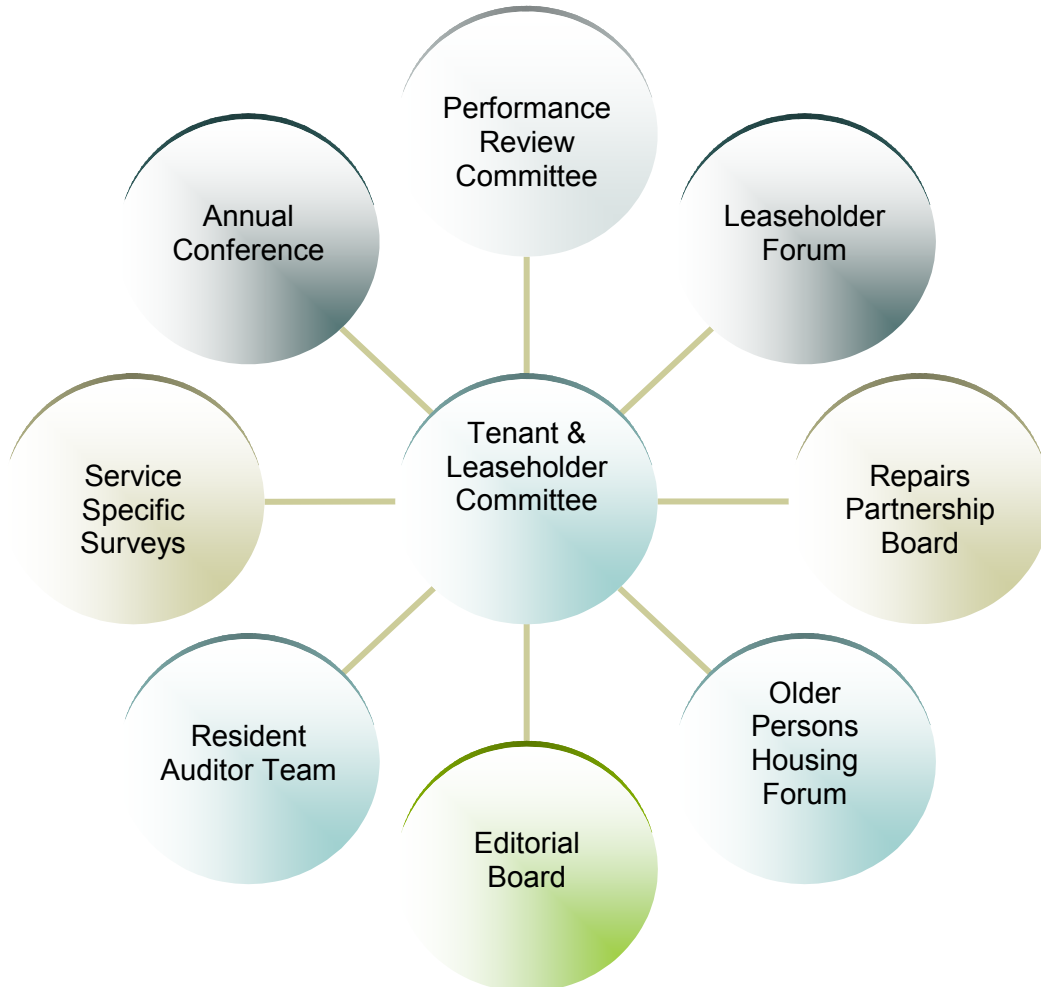 Performance
Review
Committee
Annual
Conference
Leaseholder
Forum
Tenant &
Leaseholder
Committee
Service
Specific
Surveys
Repairs
Partnership
Board
Resident
Auditor Team
Older
Persons
Housing
Forum
Editorial
Board